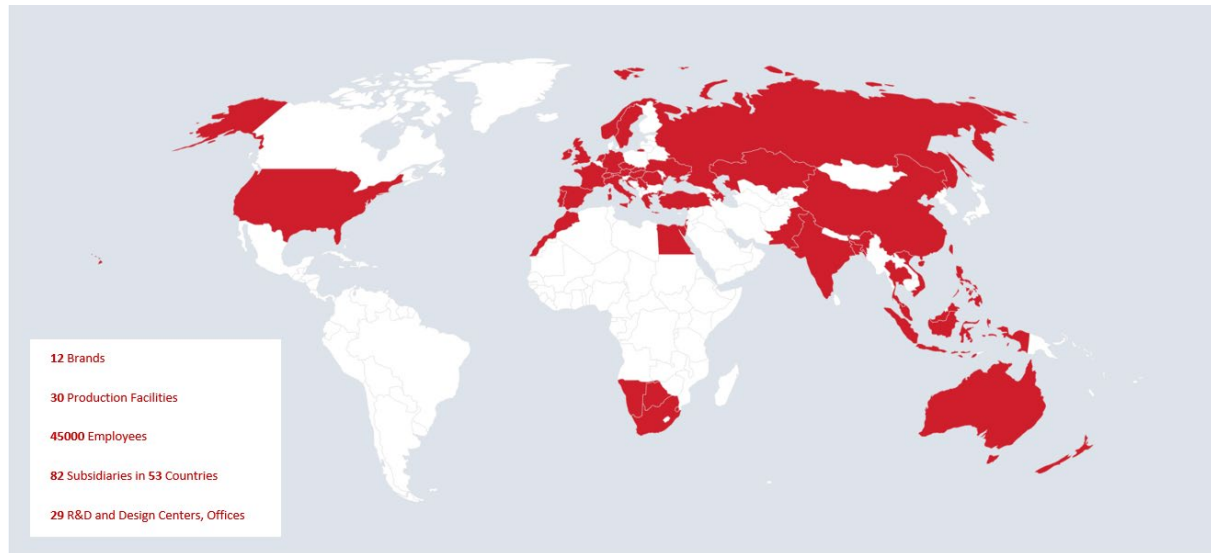 12 Brands
30 Production Facilities
45000 Employees
82 Subsidiaries in 53 Countries
29 R&D and Design Centers, Offices